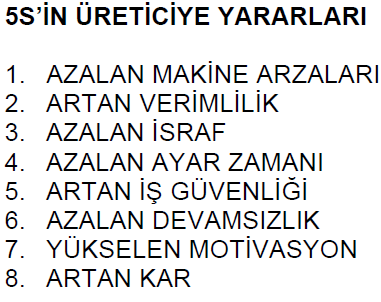 5S’İN ÜRETİCİYE YARARLARI
1. AZALAN MAKİNE ARZALARI
2. ARTAN VERİMLİLİK
3. AZALAN İSRAF
4. AZALAN AYAR ZAMANI
5. ARTAN İŞ GÜVENLİĞİ
6. AZALAN DEVAMSIZLIK
7. YÜKSELEN MOTİVASYON
8. ARTAN KAR